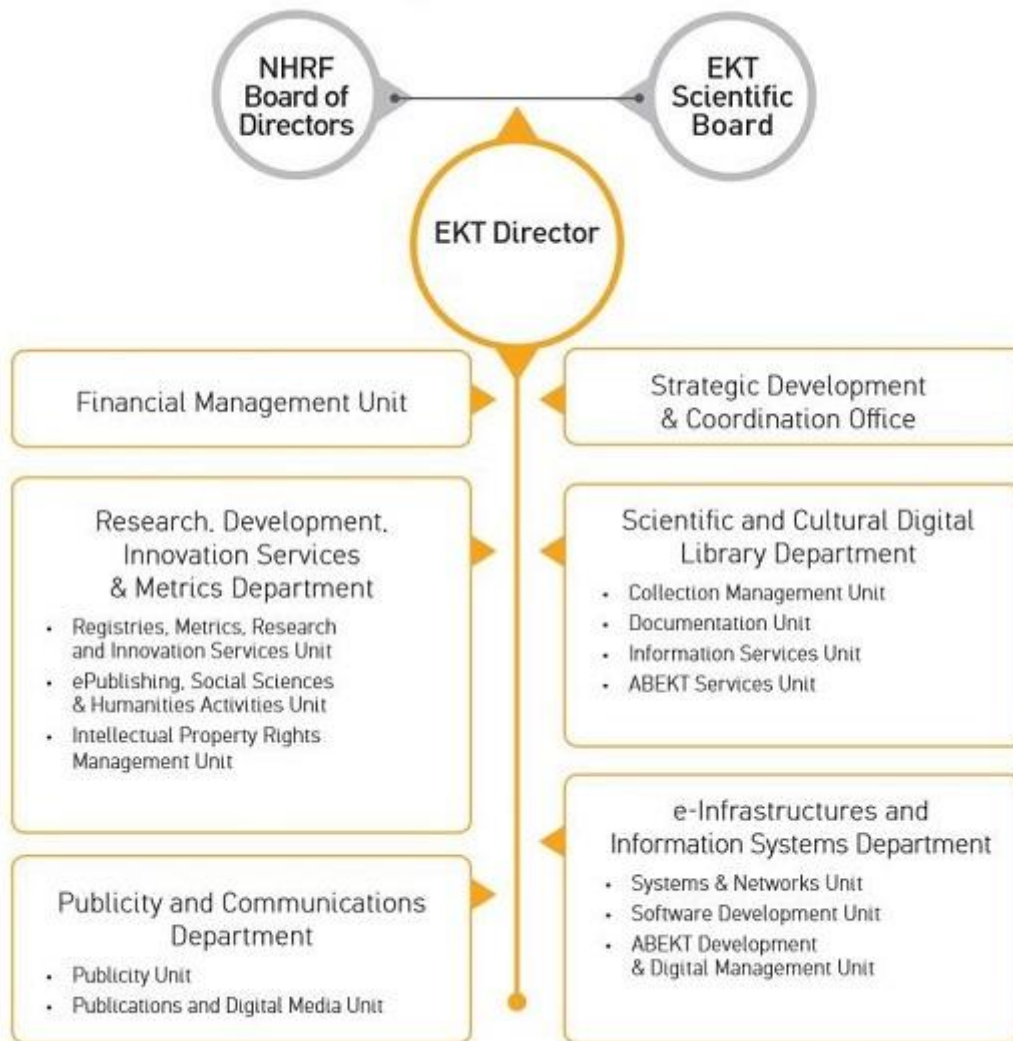 NHRF
Board of
Directors
EKT
Scientific
Board
EKT Director
Financial Management Unit
Strategic Development
& Coordination Office
Research, Development,
Innovation Services
& Metrics Department
• Registries, Metrics, Research
and Innovation Services Unit
• ePublishing, Social Sciences
& Humanities Activities Unit
• Intellectual Property Rights
Management Unit
Scientific and Cultural Digital
Library Department
• Collection Management Unit
• Documentation Unit
• Information Services Unit
• ABEKT Services Unit
Publicity and Communications
Department
• Publicity Unit
• Publications and Digital Media Unit
e-Infrastructures and
Information Systems Department
• Systems & Networks Unit
• Software Development Unit
• ABEKT Development
& Digital Management Unit